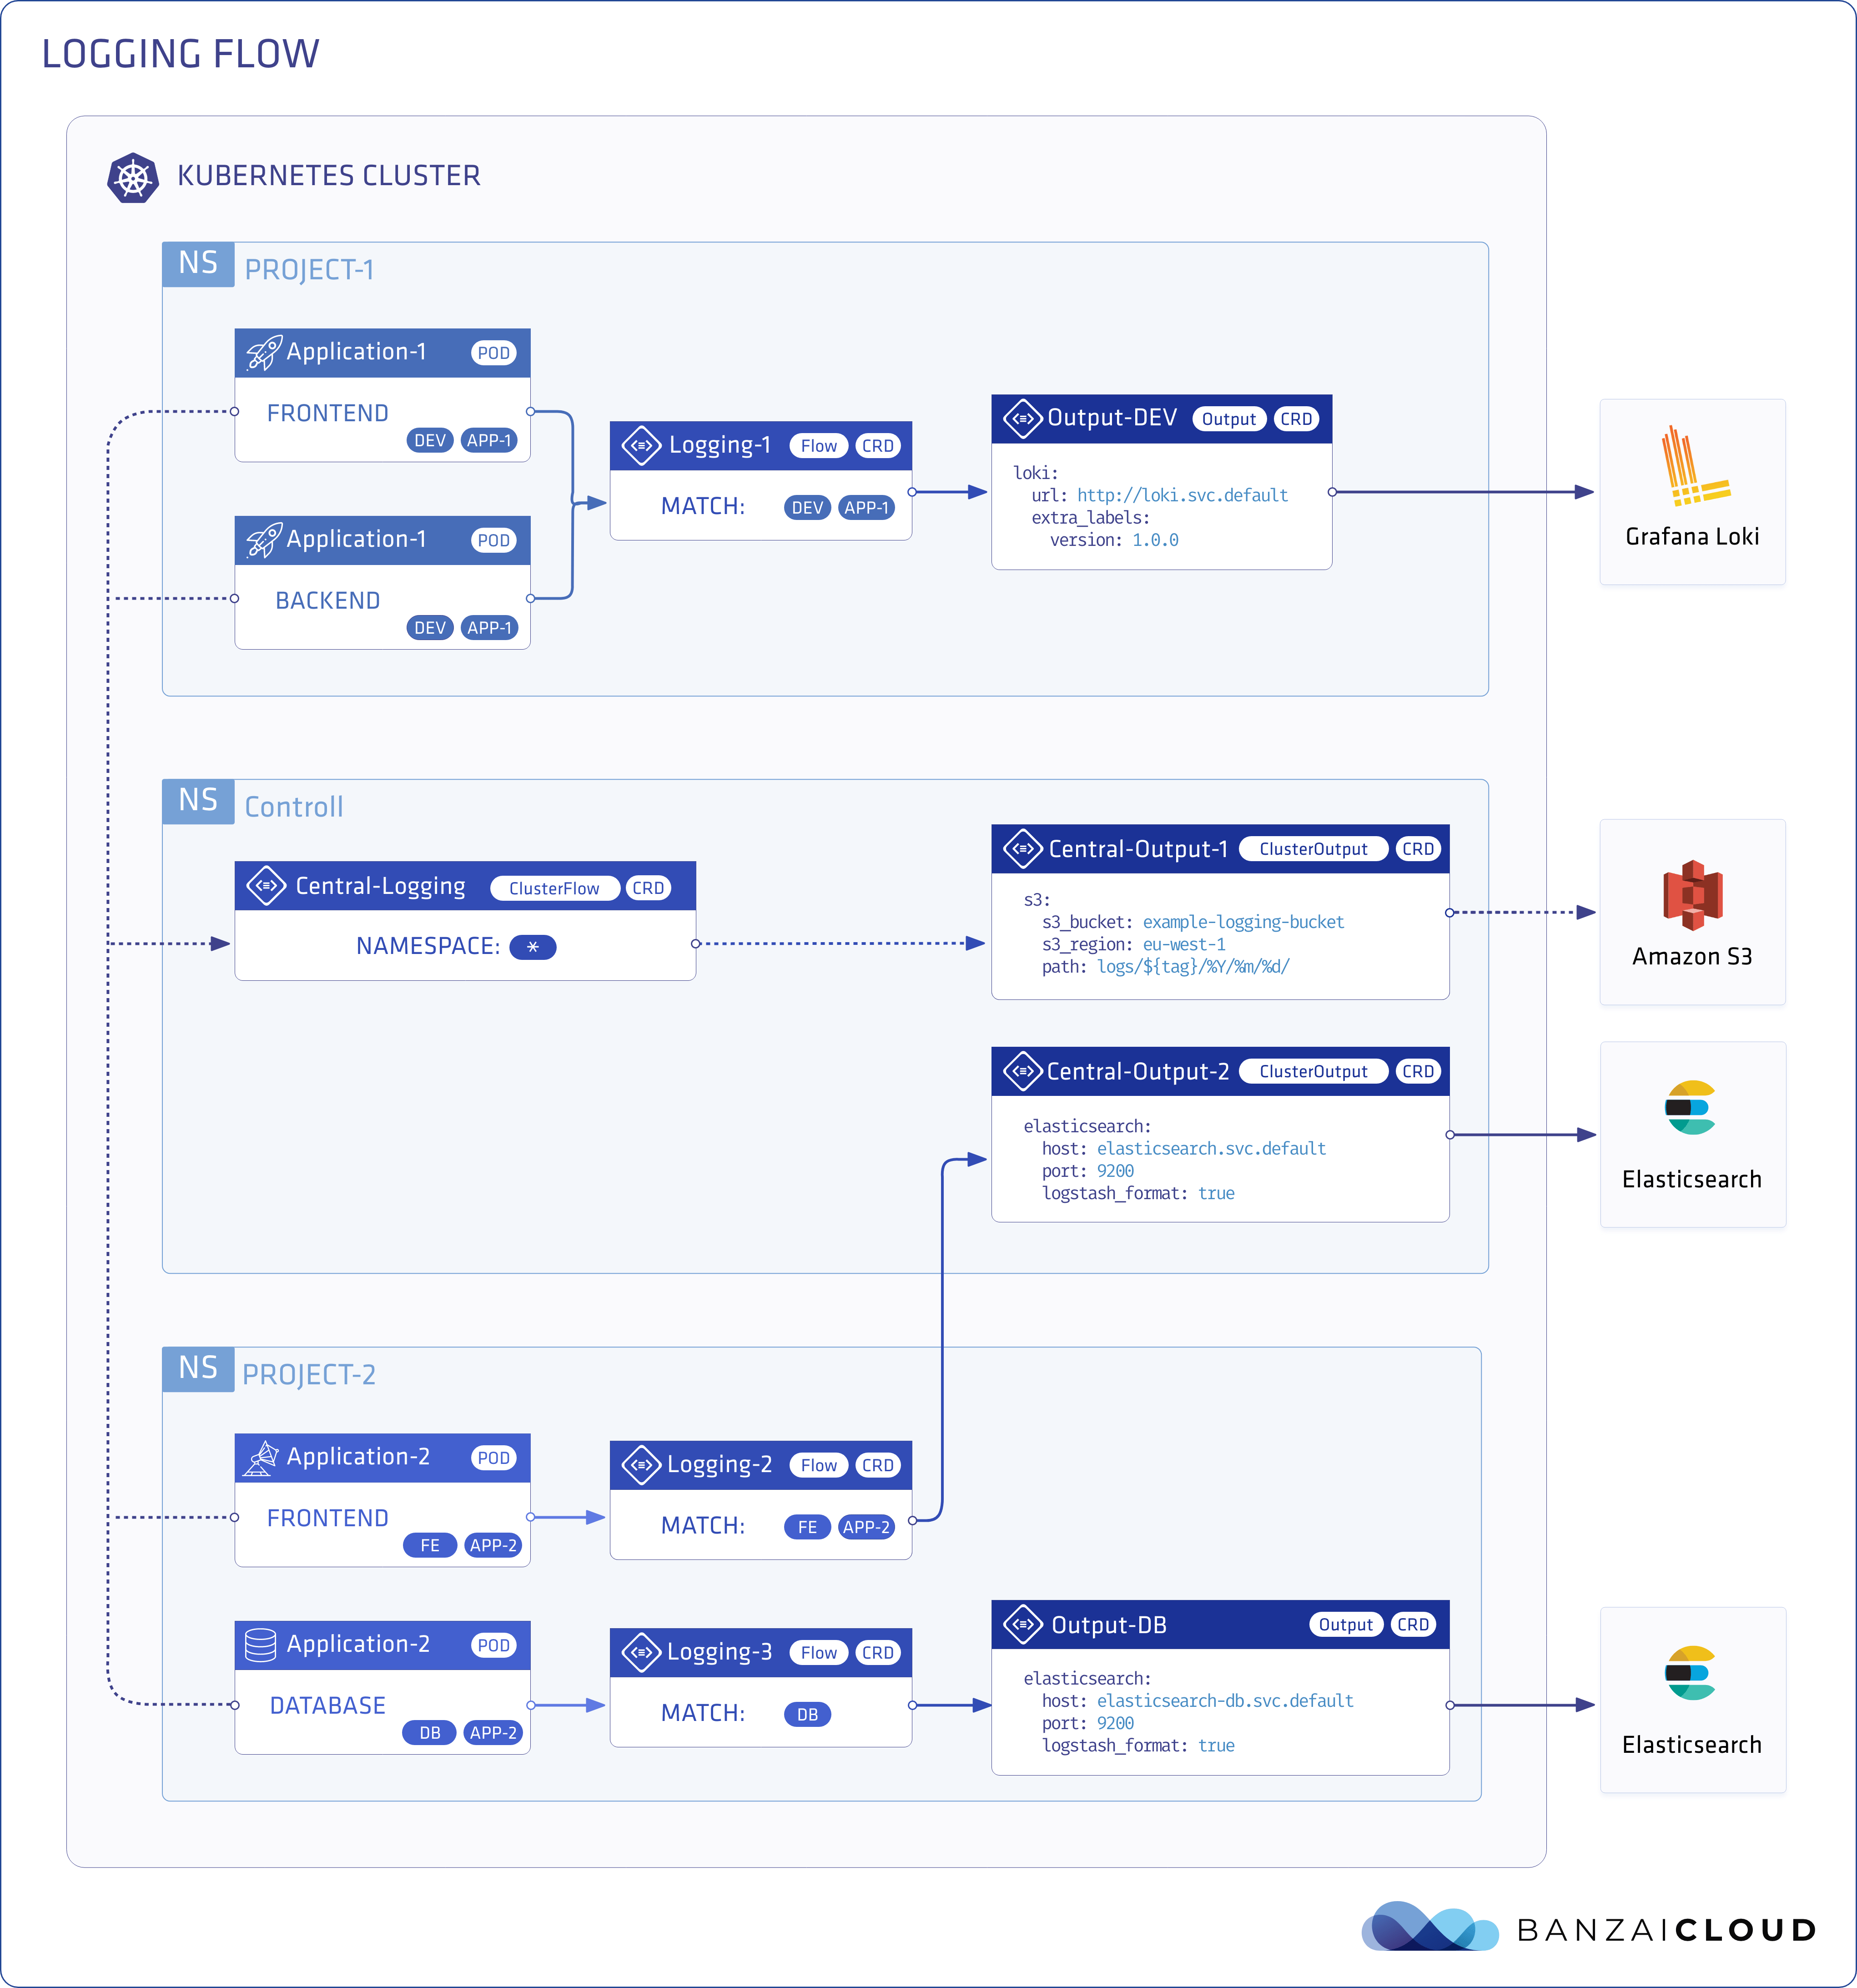 LOGGING FLOW
KUBERNETES CLUSTER
NS PROJECT-1
Application-1 POD
FRONTEND
DEV APP-1
Application-1 POD
BACKEND
DEV APP-1
Logging-1 Flow CRD
MATCH: DEV APP-1
Output-DEV Output CRD
loki:
url: http://loki.svc.default
extra_labels:
version: 1.0.0
Grafana Loki
NS Controll
Central-Logging ClusterFlow CRD
NAMESPACE: *
Central-Output-1 ClusterOutput CRD
s3:
s3_bucket: example-logging-bucket
s3_region: eu-west-1
path: logs/${tag}/%Y/%m/%d/
Amazon S3
Central-Output-2 ClusterOutput CRD
elasticsearch:
host: elasticsearch.svc.default
port: 9200
logstash_format: true
Elasticsearch
NS PROJECT-2
Application-2 POD
FRONTEND
FE APP-2
Logging-2 Flow CRD
MATCH: FE APP-2
Application-2 POD
DATABASE
DB APP-2
Logging-3 Flow CRD
MATCH: DB
Output-DB Output CRD
elasticsearch:
host: elasticsearch-db.svc.default
port: 9200
logstash_format: true
Elasticsearch
BANZAICLOUD